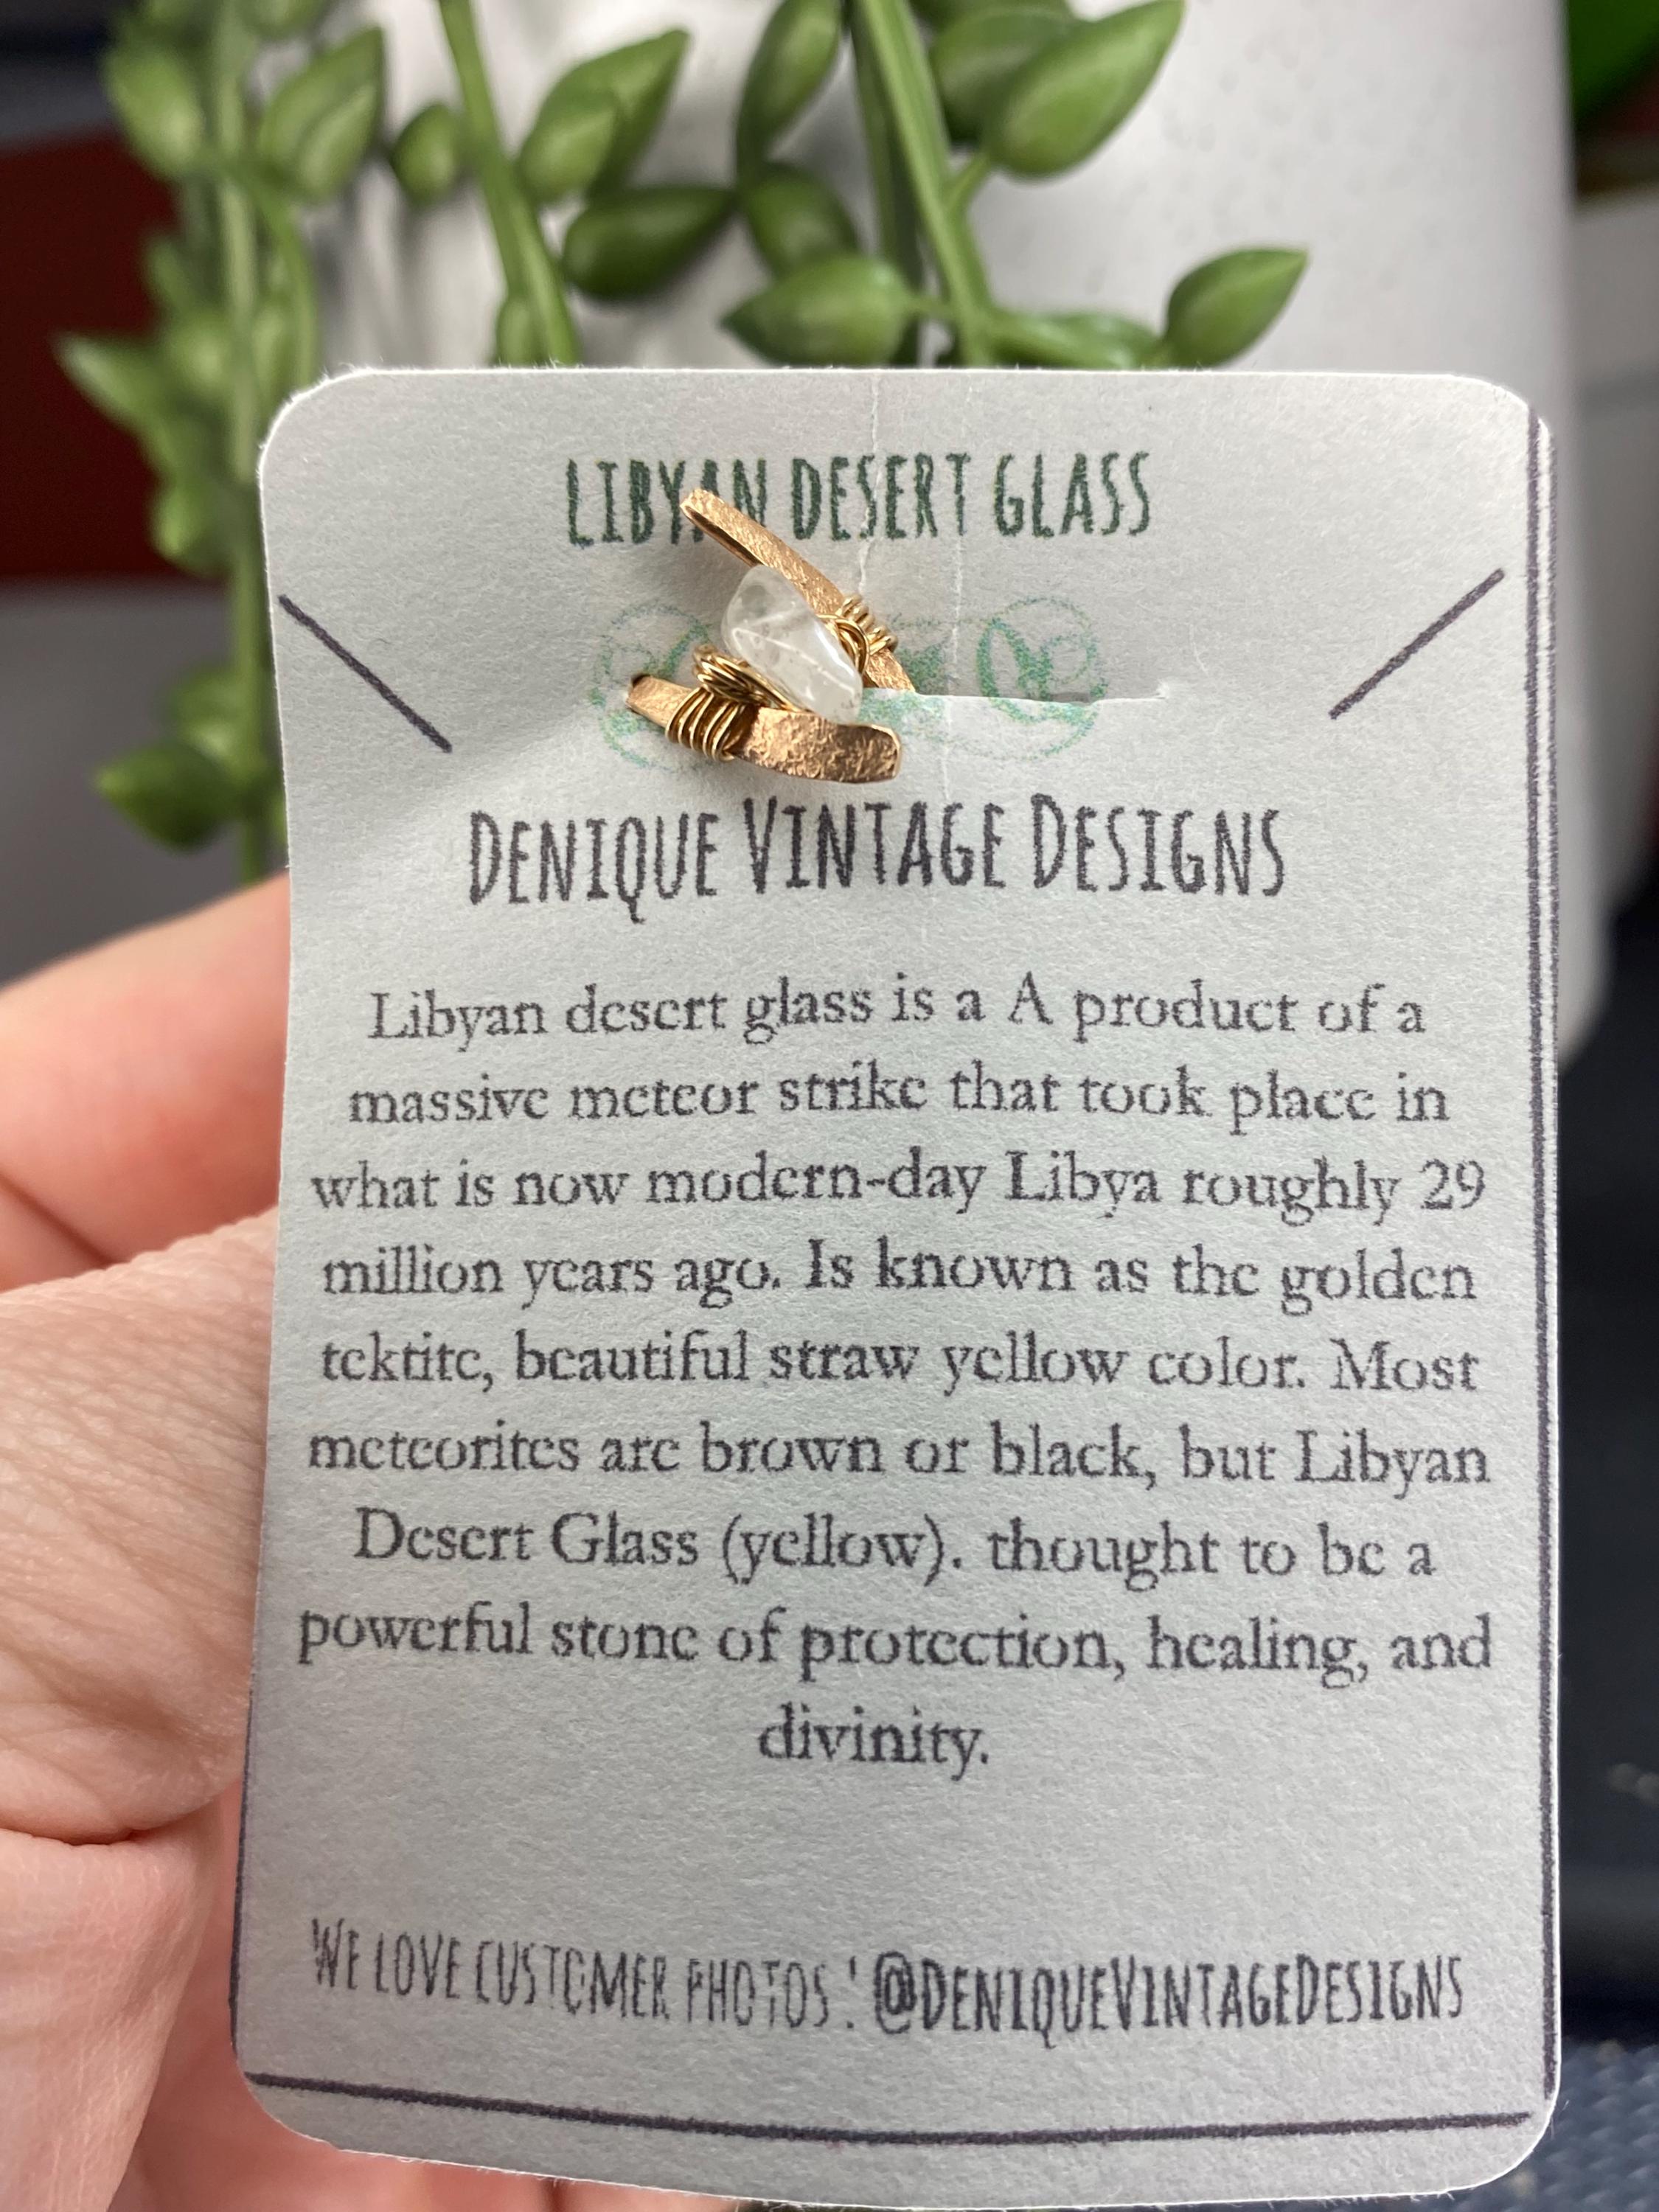 LIBYAN DESERT GLASS
DENIQUE VINTAGE DESIGNS
Libyan desert glass is a A product of a
massive meteor strike that took place in
what is now modern-day Libya roughly 29
million years ago. Is known as the golden
tektite, beautiful straw yellow color. Most
meteorites are brown or black, but Libyan
Desert Glass (yellow). thought to be a
powerful stone of protection, healing, and
divinity.
WE LOVE CUSTOMER PHOTOS! @DENIQUEVINTAGEDESIGNS